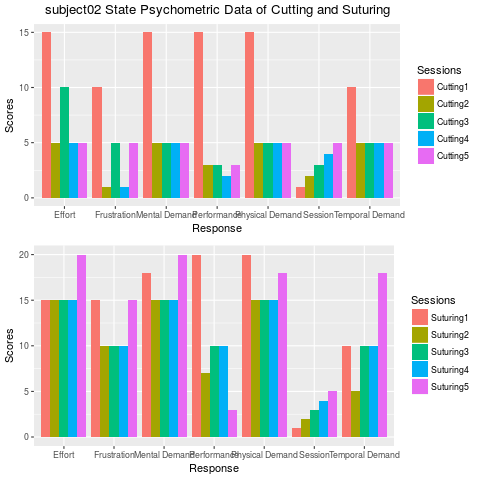 subject02 State Psychometric Data of Cutting and Suturing
Scores
15
10
5
0
Effort Frustration Mental Demand Performance Physical Demand Session Temporal Demand
Response
Sessions
Cutting1
Cutting2
Cutting3
Cutting4
Cutting5
Scores
20
15
10
5
0
Effort Frustration Mental Demand Performance Physical Demand Session Temporal Demand
Response
Sessions
Suturing1
Suturing2
Suturing3
Suturing4
Suturing5